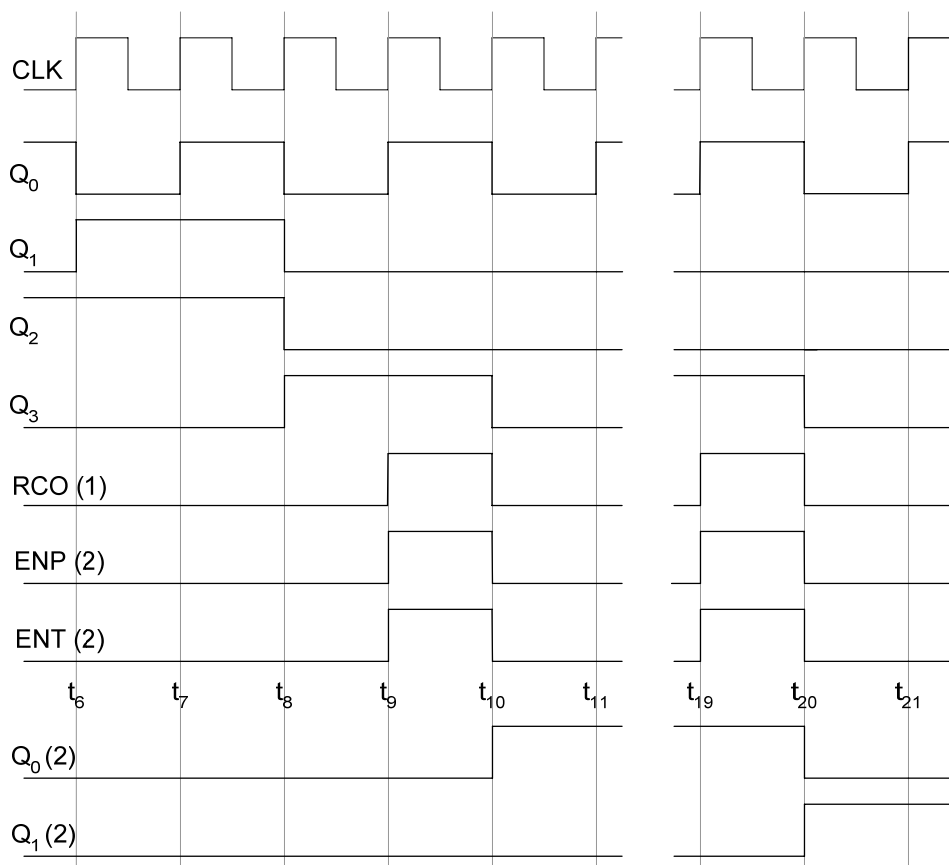 CLK
Q0
Q1
Q2
Q3
RCO (1)
ENP (2)
ENT (2)
t6 t7 t8 t9 t10 t11 t19 t20 t21
Q0 (2)
Q1 (2)